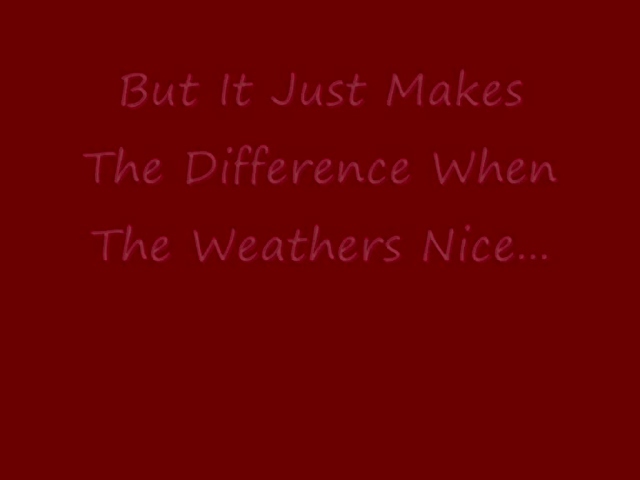 But It Just Makes
The Difference When
The Weathers Nice...